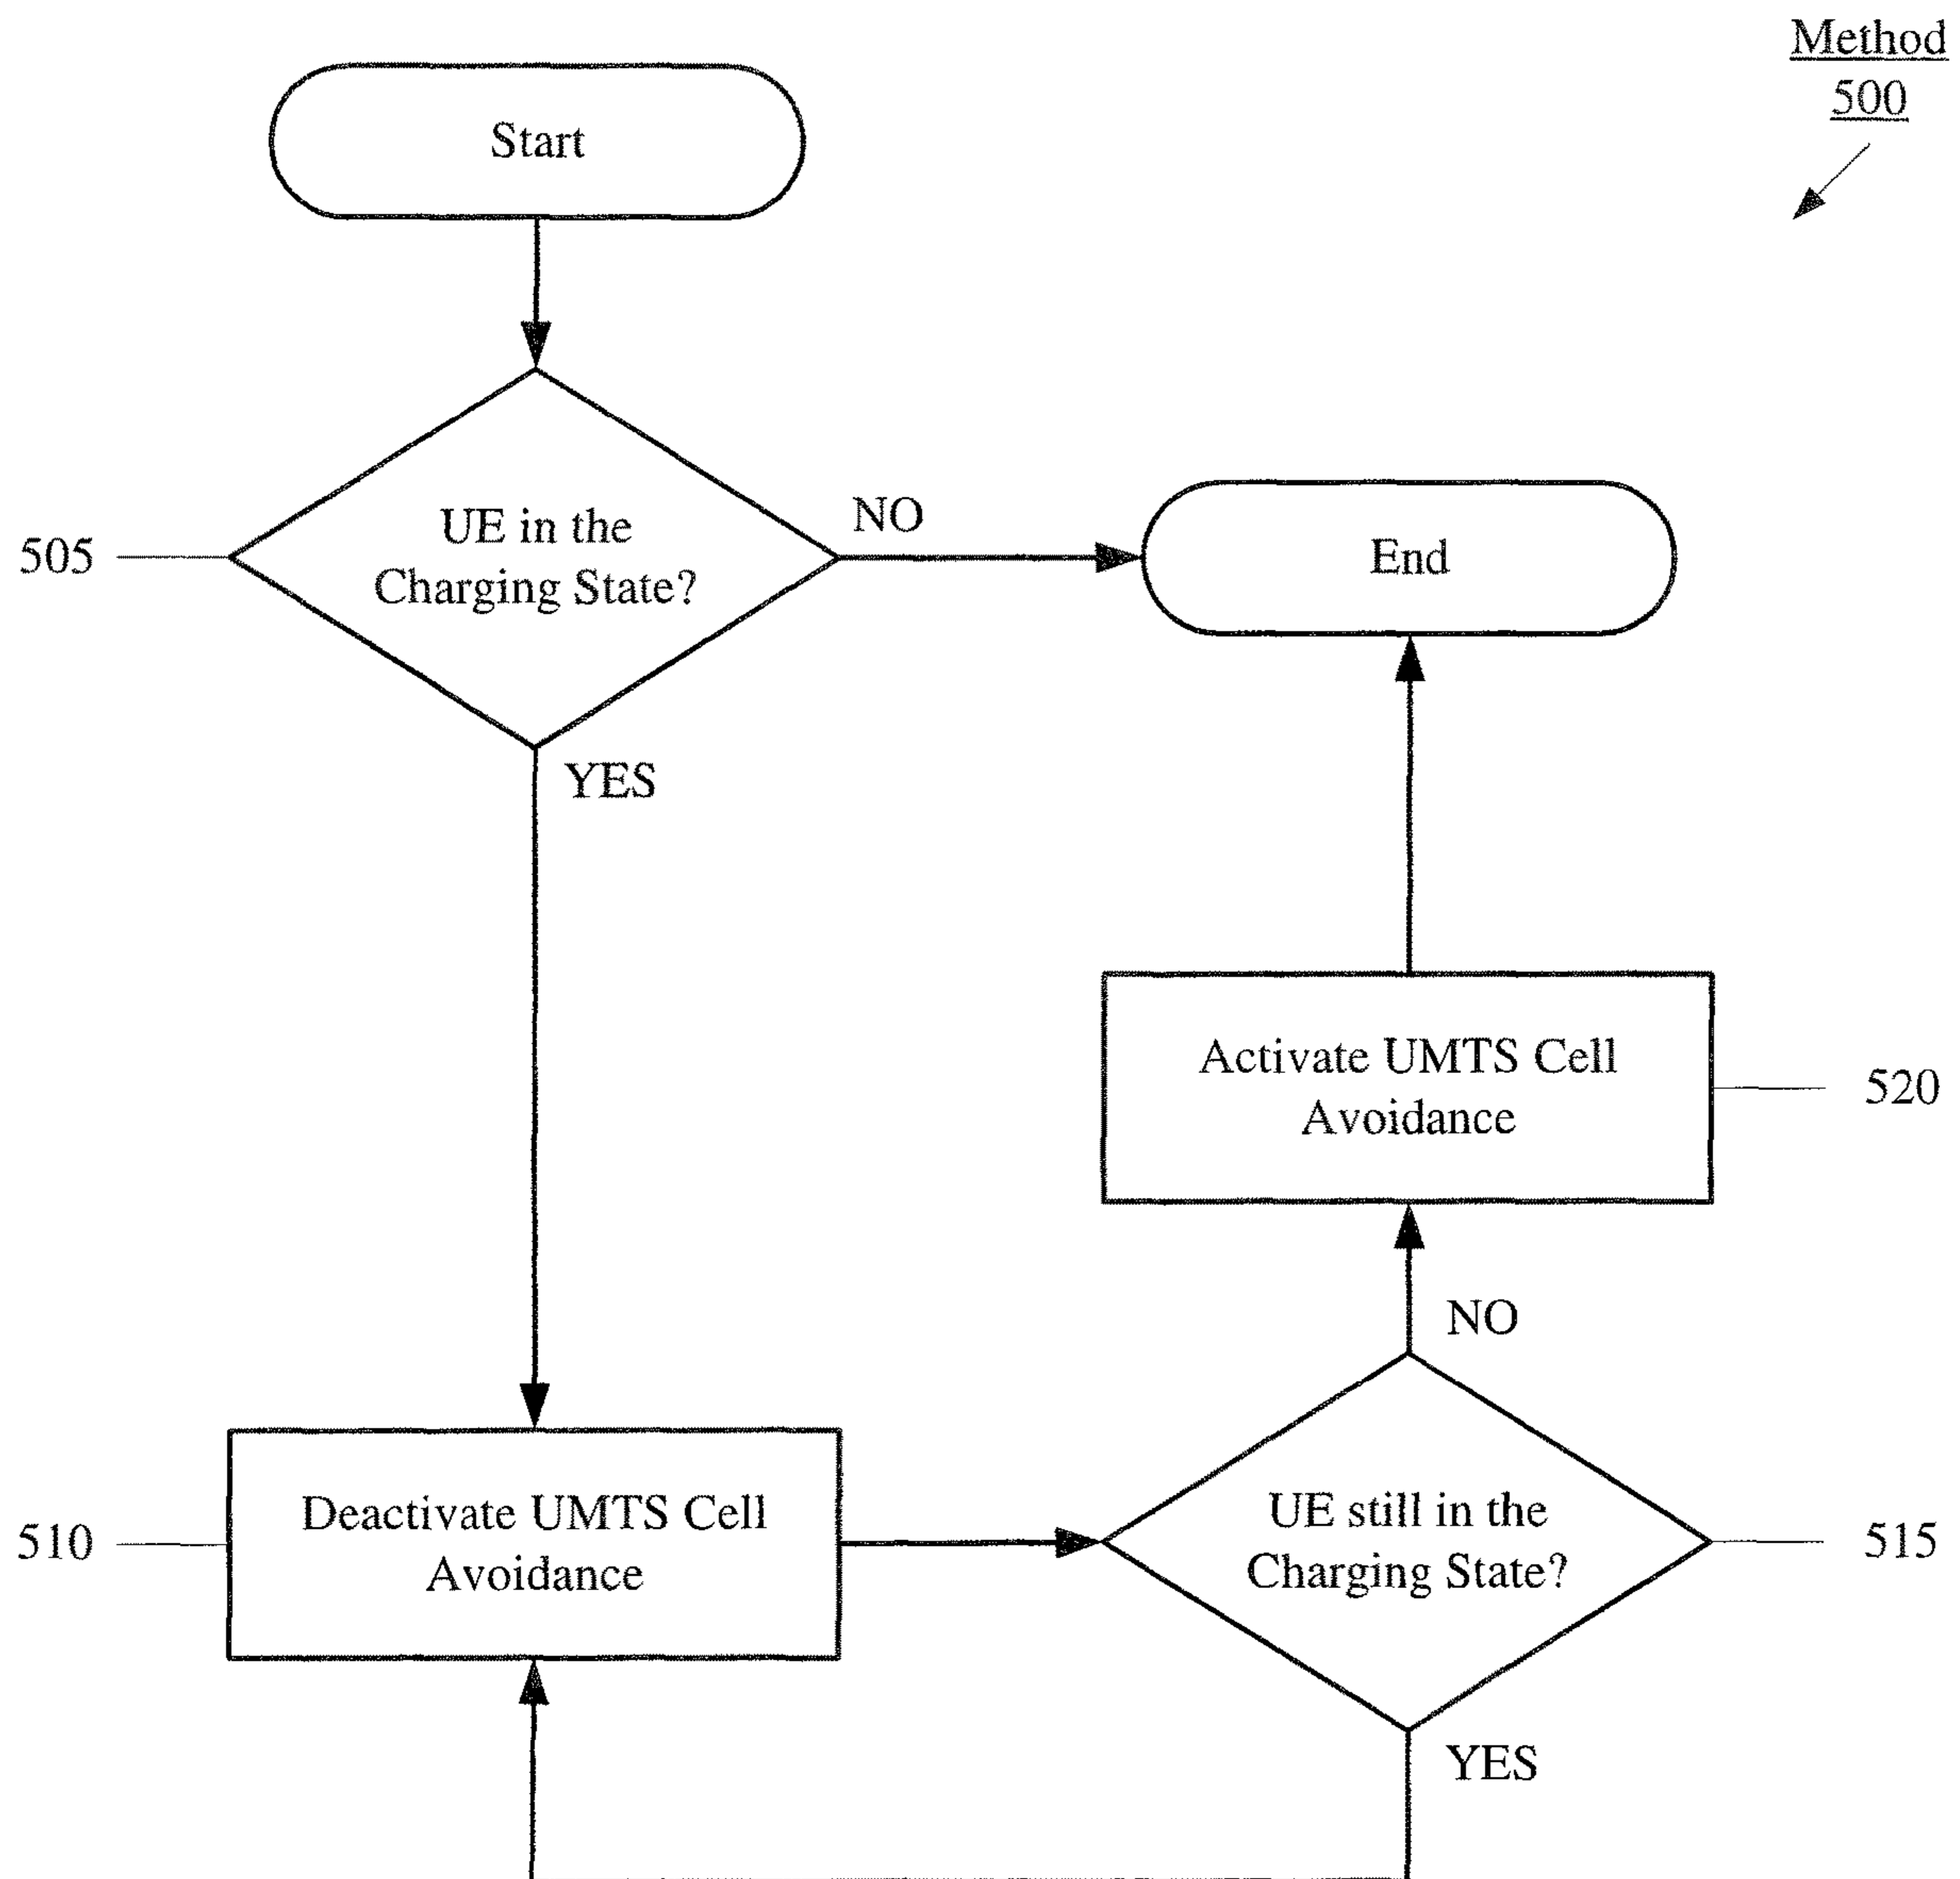 Method
500
Start
505
UE in the
Charging State?
NO
End
YES
Activate UMTS Cell
Avoidance
520
NO
510
Deactivate UMTS Cell
Avoidance
UE still in the
Charging State?
515
YES